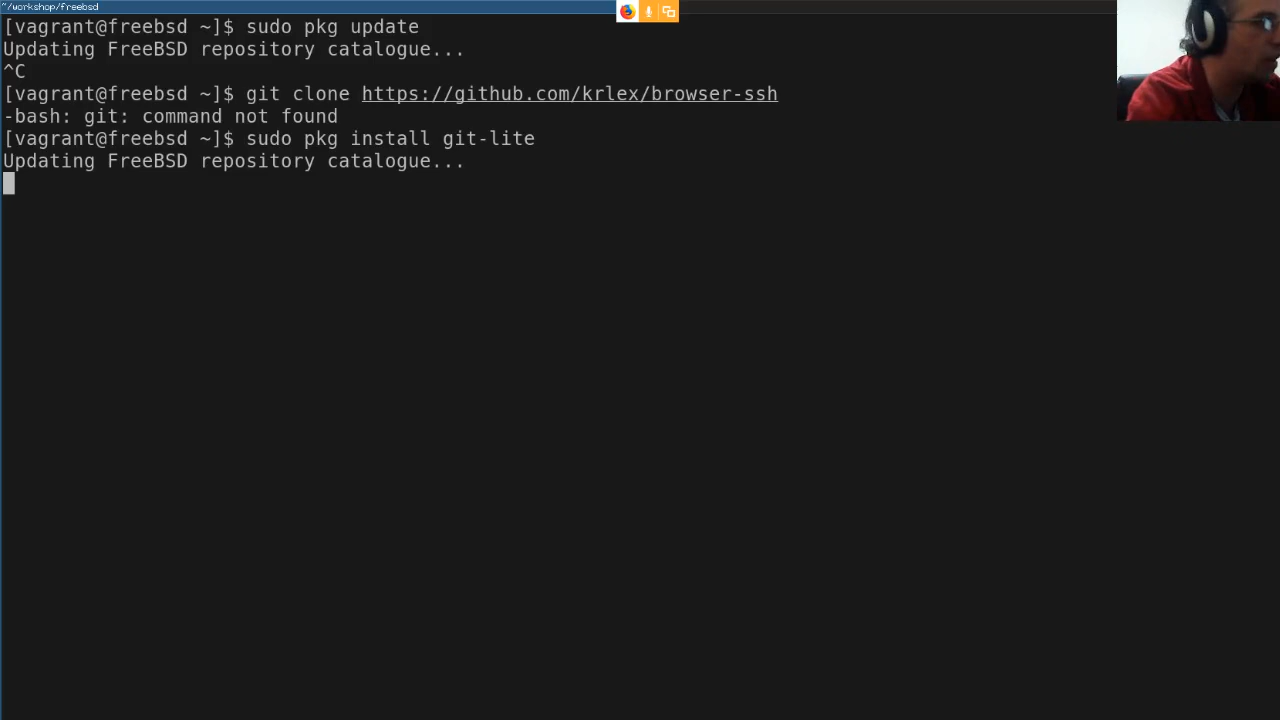 ~/workshop/freebsd
[vagrant@freebsd ~]$ sudo pkg update
Updating FreeBSD repository catalogue...
^C
[vagrant@freebsd ~]$ git clone https://github.com/krlex/browser-ssh
-bash: git: command not found
[vagrant@freebsd ~]$ sudo pkg install git-lite
Updating FreeBSD repository catalogue...